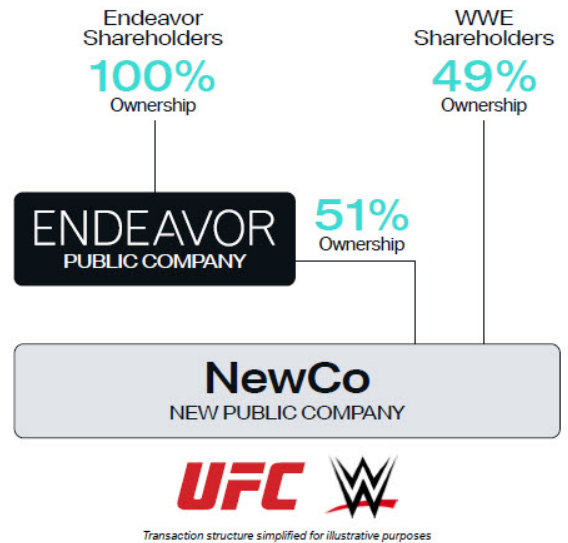 Endeavor
Shareholders
100%
Ownership
WWE
Shareholders
49%
Ownership
ENDEAVOR
PUBLIC COMPANY
51%
Ownership
NewCo
NEW PUBLIC COMPANY
UFC W
Transaction structure simplified for illustrative purposes